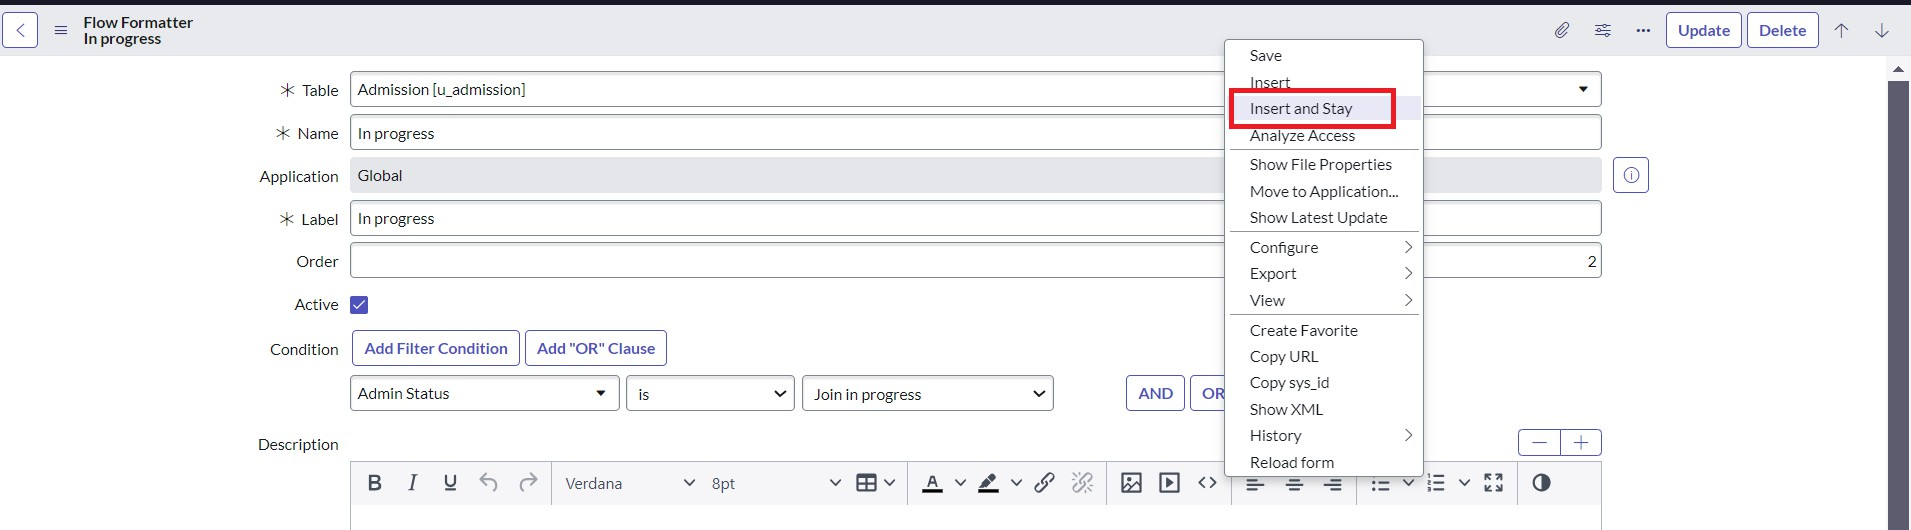 Flow Formatter
In progress
Update
Delete
Table
Admission [u_admission]
Name
In progress
Application
Global
Label
In progress
Order
2
Active
Condition
Add Filter Condition
Add "OR" Clause
Admin Status
is
Join in progress
AND
OR
Description
B I U
Verdana
8pt
A
Save
Insert
Insert and Stay
Analyze Access
Show File Properties
Move to Application...
Show Latest Update
Configure
Export
View
Create Favorite
Copy URL
Copy sys_id
Show XML
History
Reload form